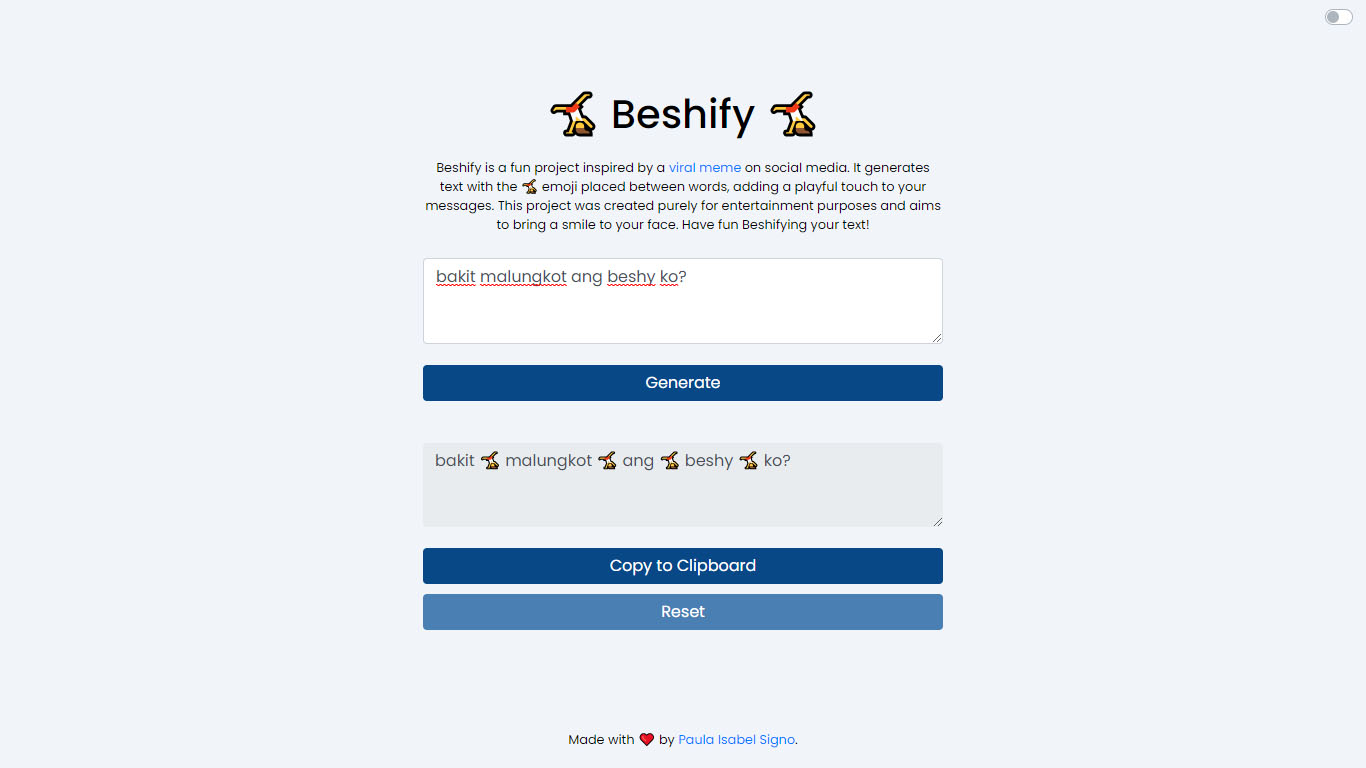 🤸 Beshify 🤸
Beshify is a fun project inspired by a viral meme on social media. It generates
text with the 🤸 emoji placed between words, adding a playful touch to your
messages. This project was created purely for entertainment purposes and aims
to bring a smile to your face. Have fun Beshifying your text!
bakit malungkot ang beshy ko?
Generate
bakit 🤸 malungkot 🤸 ang 🤸 beshy 🤸 ko?
Copy to Clipboard
Reset
Made with ❤️ by Paula Isabel Signo.